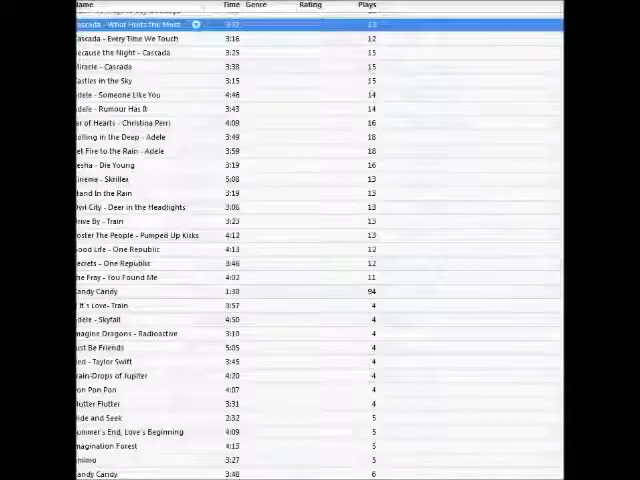 ame Time Genre Rating Plays
ascada - What Hurts the Most 3:42 13
ascada - Every Time We Touch 3:16 12
ecause the Night - Cascada 3:25 15
iracle - Cascada 3:38 15
astles in the Sky 3:15 15
dele - Someone Like You 4:46 14
dele - Rumour Has It 3:43 14
ar of Hearts - Christina Perri 4:09 16
olling in the Deep - Adele 3:49 18
et Fire to the Rain - Adele 3:59 18
esha - Die Young 3:19 16
inema - Skrillex 5:08 13
tand In the Rain 3:19 13
wl City - Deer in the Headlights 3:06 13
rive By - Train 3:23 13
oster The People - Pumped Up Kicks 4:12 13
ood Life - One Republic 4:13 12
ecrets - One Republic 3:46 12
he Fray - You Found Me 4:02 11
andy Candy 1:30 94
It's Love- Train 3:57 4
dele - Skyfall 4:50 4
magine Dragons - Radioactive 3:10 4
ust Be Friends 5:05 4
ed - Taylor Swift 3:45 4
ain-Drops of Jupiter 4:20 4
on Pon Pon 4:07 4
lutter Flutter 3:31 4
ide and Seek 2:32 5
ummer's End, Love's Beginning 4:09 5
magination Forest 4:13 5
3:27 5
andy Candy 3:48 6